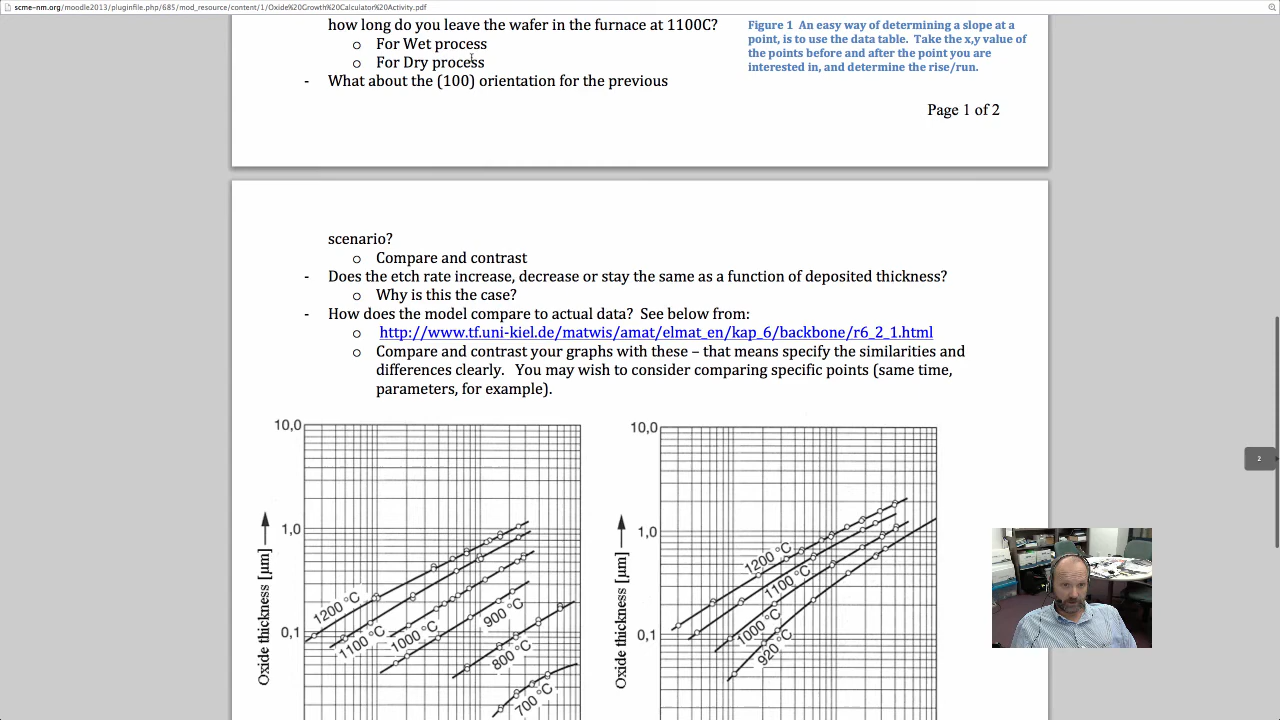 scme-nm.org/moodle2013/pluginfile.php/685/mod_resource/content/1/Oxide%20Growth%20Calculator%20Activity.pdf
how long do you leave the wafer in the furnace at 1100C?
o For Wet process
o For Dry process
- What about the (100) orientation for the previous
Figure 1 An easy way of determining a slope at a
point, is to use the data table. Take the x,y value of
the points before and after the point you are
interested in, and determine the rise/run.
Page 1 of 2
scenario?
o Compare and contrast
- Does the etch rate increase, decrease or stay the same as a function of deposited thickness?
o Why is this the case?
- How does the model compare to actual data? See below from:
o http://www.tf.uni-kiel.de/matwis/amat/elmat_en/kap_6/backbone/r6_2_1.html
o Compare and contrast your graphs with these – that means specify the similarities and
differences clearly. You may wish to consider comparing specific points (same time,
parameters, for example).
10,0
1,0
0,1
Oxide thickness [µm]
1200 °C
1100 °C
1000 °C
900 °C
800 °C
700 °C
10,0
1,0
0,1
Oxide thickness [µm]
1200 °C
1100 °C
1000 °C
920 °C
2